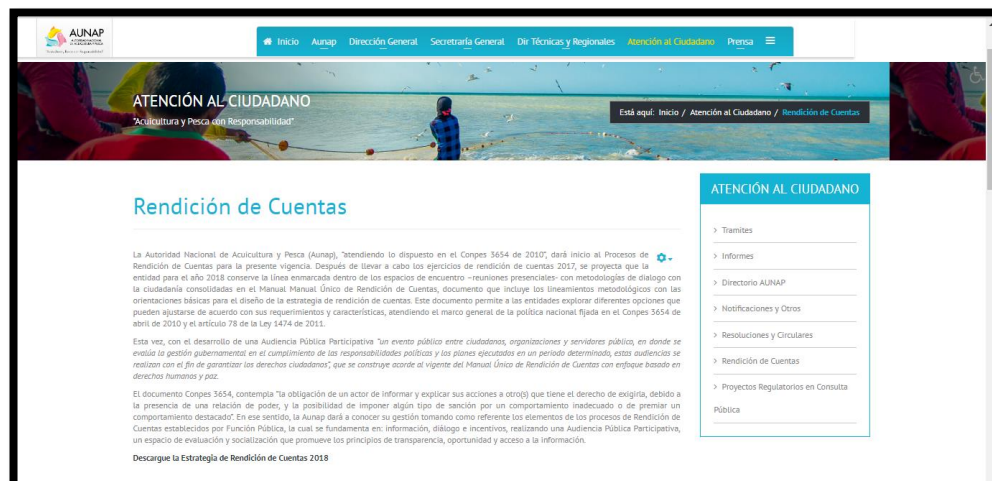 AUNAP
Inicio Aunap Dirección General Secretraría General Dir Técnicas y Regionales Atención al Ciudadano Prensa
ATENCIÓN AL CIUDADANO
"Acuicultura y Pesca con Responsabilidad"
Está aquí: Inicio / Atención al Ciudadano / Rendición de Cuentas
Rendición de Cuentas
La Autoridad Nacional de Acuicultura y Pesca (Aunap), "atendiendo lo dispuesto en el Conpes 3654 de 2010", dará inicio al Procesos de
Rendición de Cuentas para la presente vigencia. Después de llevar a cabo los ejercicios de rendición de cuentas 2017, se proyecta que la
entidad para el año 2018 conserve la línea enmarcada dentro de los espacios de encuentro –reuniones presenciales- con metodologías de dialogo con
la ciudadanía consolidadas en el Manual Manual Único de Rendición de Cuentas, documento que incluye los lineamientos metodológicos con las
orientaciones básicas para el diseño de la estrategia de rendición de cuentas. Este documento permite a las entidades explorar diferentes opciones que
pueden ajustarse de acuerdo con sus requerimientos y características, atendiendo el marco general de la política nacional fijada en el Conpes 3654 de
abril de 2010 y el artículo 78 de la Ley 1474 de 2011.
Esta vez, con el desarrollo de una Audiencia Pública Participativa "un evento público entre ciudadanos, organizaciones y servidores pública, en donde se
evalúa la gestión gubernamental en el cumplimiento de las responsabilidades políticas y los planes ejecutados en un periodo determinado, estas audiencias se
realizan con el fin de garantizar los derechos ciudadanos", que se construye acorde al vigente del Manual Único de Rendición de Cuentas con enfoque basado en
derechos humanos y paz.
El documento Conpes 3654, contempla "la obligación de un actor de informar y explicar sus acciones a otro(s) que tiene el derecho de exigirla, debido a
la presencia de una relación de poder, y la posibilidad de imponer algún tipo de sanción por un comportamiento inadecuado o de premiar un
comportamiento destacado". En ese sentido, la Aunap dará a conocer su gestión tomando como referente los elementos de los procesos de Rendición de
Cuentas establecidos por Función Pública, la cual se fundamenta en: información, diálogo e incentivos, realizando una Audiencia Pública Participativa,
un espacio de evaluación y socialización que promueve los principios de transparencia, oportunidad y acceso a la información.
Descargue la Estrategia de Rendición de Cuentas 2018
ATENCIÓN AL CIUDADANO
> Tramites
> Informes
> Directorio AUNAP
> Notificaciones y Otros
> Resoluciones y Circulares
> Rendición de Cuentas
> Proyectos Regulatorios en Consulta
Pública